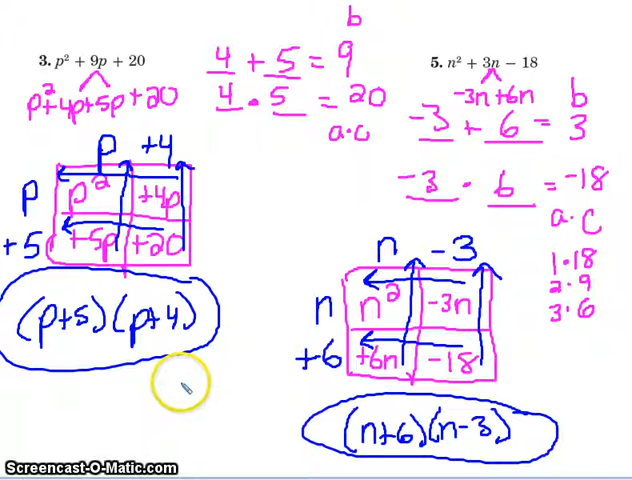 3. p² + 9p + 20
p²+4p+5p+20
b
4 + 5 = 9
4 · 5 = 20
a·c
p +4
p p² +4p
+5 +5p +20
(p+5)(p+4)
5. n² + 3n − 18
-3n+6n
b
-3 + 6 = 3
-3 · 6 = -18
a·c
1·18
2·9
3·6
n -3
n n² -3n
+6 +6n -18
(n+6)(n-3)
Screencast-O-Matic.com